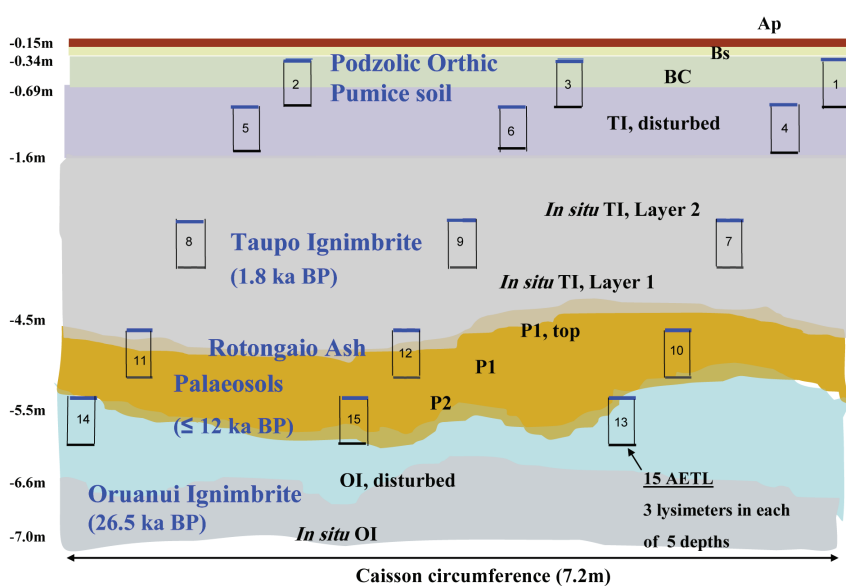 Ap
-0.15m
Bs
-0.34m
Podzolic Orthic
Pumice soil
2
3
BC
1
-0.69m
5
6
TI, disturbed
4
-1.6m
In situ TI, Layer 2
8
Taupo Ignimbrite
9
7
(1.8 ka BP)
In situ TI, Layer 1
-4.5m
P1, top
11
Rotongaio Ash
12
10
P1
Palaeosols
P2
-5.5m
14
(≤ 12 ka BP)
15
13
-6.6m
OI, disturbed
15 AETL
Oruanui Ignimbrite
3 lysimeters in each
(26.5 ka BP)
In situ OI
of 5 depths
-7.0m
Caisson circumference (7.2m)